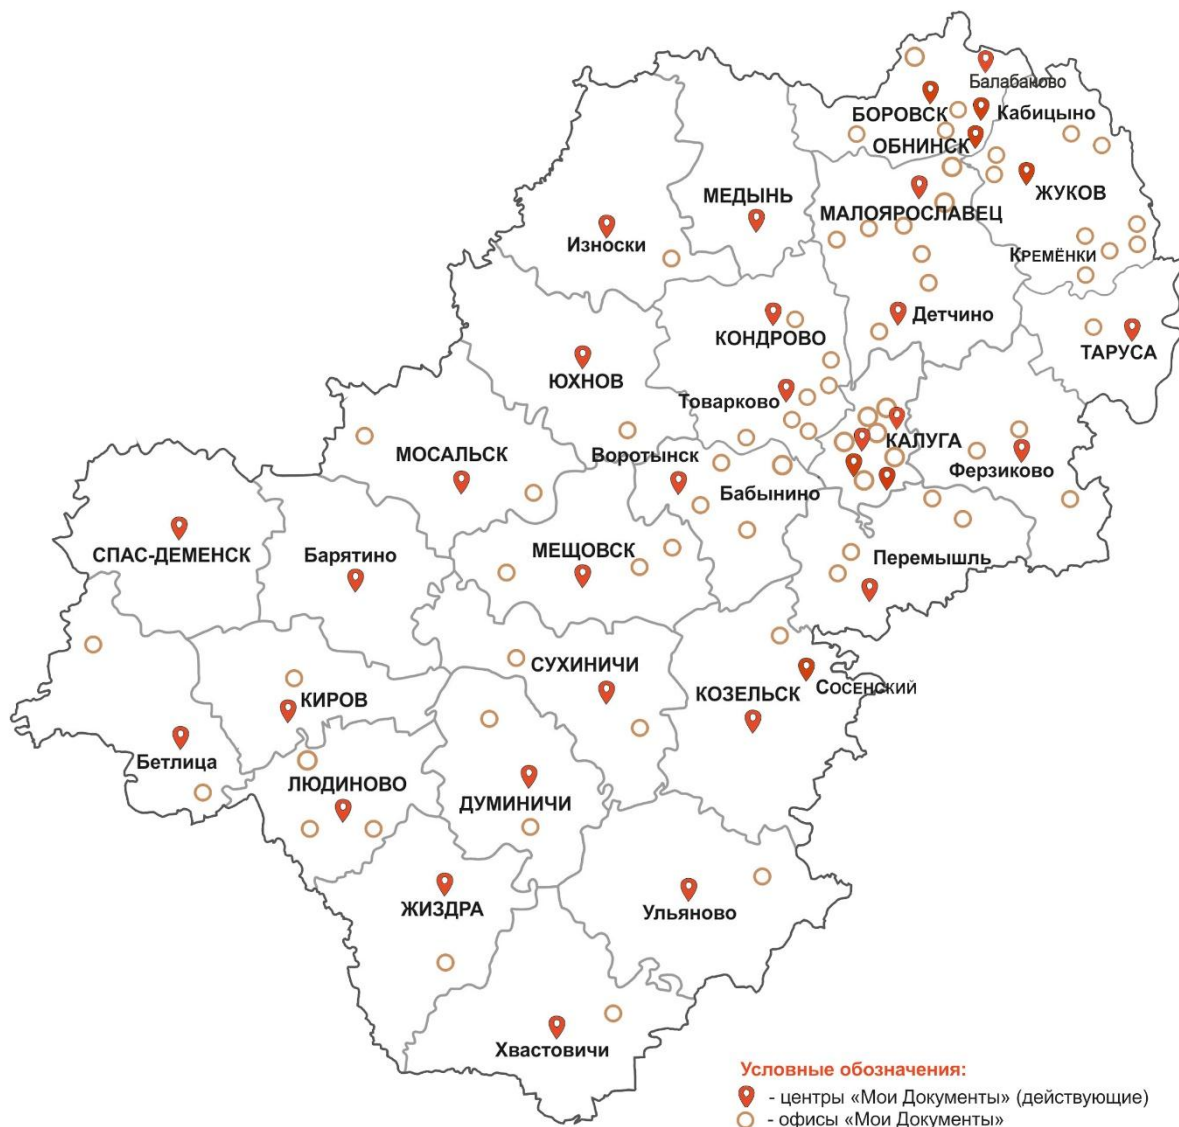 Балабаново
БОРОВСК
Кабицыно
ОБНИНСК
МЕДЫНЬ
ЖУКОВ
МАЛОЯРОСЛАВЕЦ
Износки
КРЕМЁНКИ
Детчино
КОНДРОВО
ТАРУСА
ЮХНОВ
Товарково
КАЛУГА
Воротынск
МОСАЛЬСК
Ферзиково
Бабынино
СПАС-ДЕМЕНСК
Барятино
МЕЩОВСК
Перемышль
СУХИНИЧИ
СОСЕНСКИЙ
КОЗЕЛЬСК
КИРОВ
Бетлица
ЛЮДИНОВО
ДУМИНИЧИ
ЖИЗДРА
Ульяново
Хвастовичи
Условные обозначения:
- центры «Мои Документы» (действующие)
- офисы «Мои Документы»